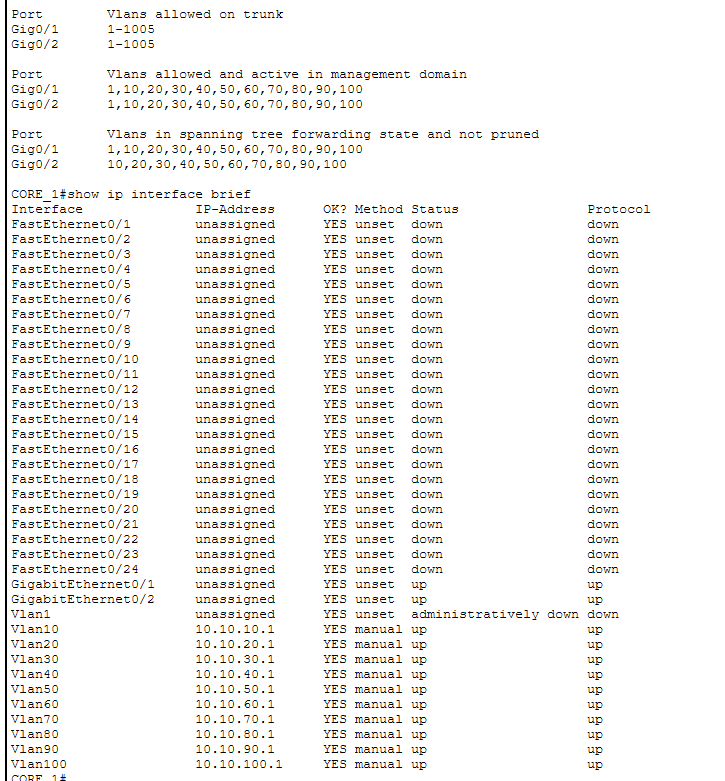 Port        Vlans allowed on trunk
Gig0/1      1-1005
Gig0/2      1-1005
Port        Vlans allowed and active in management domain
Gig0/1      1,10,20,30,40,50,60,70,80,90,100
Gig0/2      1,10,20,30,40,50,60,70,80,90,100
Port        Vlans in spanning tree forwarding state and not pruned
Gig0/1      1,10,20,30,40,50,60,70,80,90,100
Gig0/2      10,20,30,40,50,60,70,80,90,100
CORE_1#show ip interface brief
Interface              IP-Address      OK? Method Status                Protocol
FastEthernet0/1        unassigned      YES unset  down                  down
FastEthernet0/2        unassigned      YES unset  down                  down
FastEthernet0/3        unassigned      YES unset  down                  down
FastEthernet0/4        unassigned      YES unset  down                  down
FastEthernet0/5        unassigned      YES unset  down                  down
FastEthernet0/6        unassigned      YES unset  down                  down
FastEthernet0/7        unassigned      YES unset  down                  down
FastEthernet0/8        unassigned      YES unset  down                  down
FastEthernet0/9        unassigned      YES unset  down                  down
FastEthernet0/10       unassigned      YES unset  down                  down
FastEthernet0/11       unassigned      YES unset  down                  down
FastEthernet0/12       unassigned      YES unset  down                  down
FastEthernet0/13       unassigned      YES unset  down                  down
FastEthernet0/14       unassigned      YES unset  down                  down
FastEthernet0/15       unassigned      YES unset  down                  down
FastEthernet0/16       unassigned      YES unset  down                  down
FastEthernet0/17       unassigned      YES unset  down                  down
FastEthernet0/18       unassigned      YES unset  down                  down
FastEthernet0/19       unassigned      YES unset  down                  down
FastEthernet0/20       unassigned      YES unset  down                  down
FastEthernet0/21       unassigned      YES unset  down                  down
FastEthernet0/22       unassigned      YES unset  down                  down
FastEthernet0/23       unassigned      YES unset  down                  down
FastEthernet0/24       unassigned      YES unset  down                  down
GigabitEthernet0/1     unassigned      YES unset  up                    up
GigabitEthernet0/2     unassigned      YES unset  up                    up
Vlan1                  unassigned      YES unset  administratively down down
Vlan10                 10.10.10.1      YES manual up                    up
Vlan20                 10.10.20.1      YES manual up                    up
Vlan30                 10.10.30.1      YES manual up                    up
Vlan40                 10.10.40.1      YES manual up                    up
Vlan50                 10.10.50.1      YES manual up                    up
Vlan60                 10.10.60.1      YES manual up                    up
Vlan70                 10.10.70.1      YES manual up                    up
Vlan80                 10.10.80.1      YES manual up                    up
Vlan90                 10.10.90.1      YES manual up                    up
Vlan100                10.10.100.1     YES manual up                    up
CORE_1#